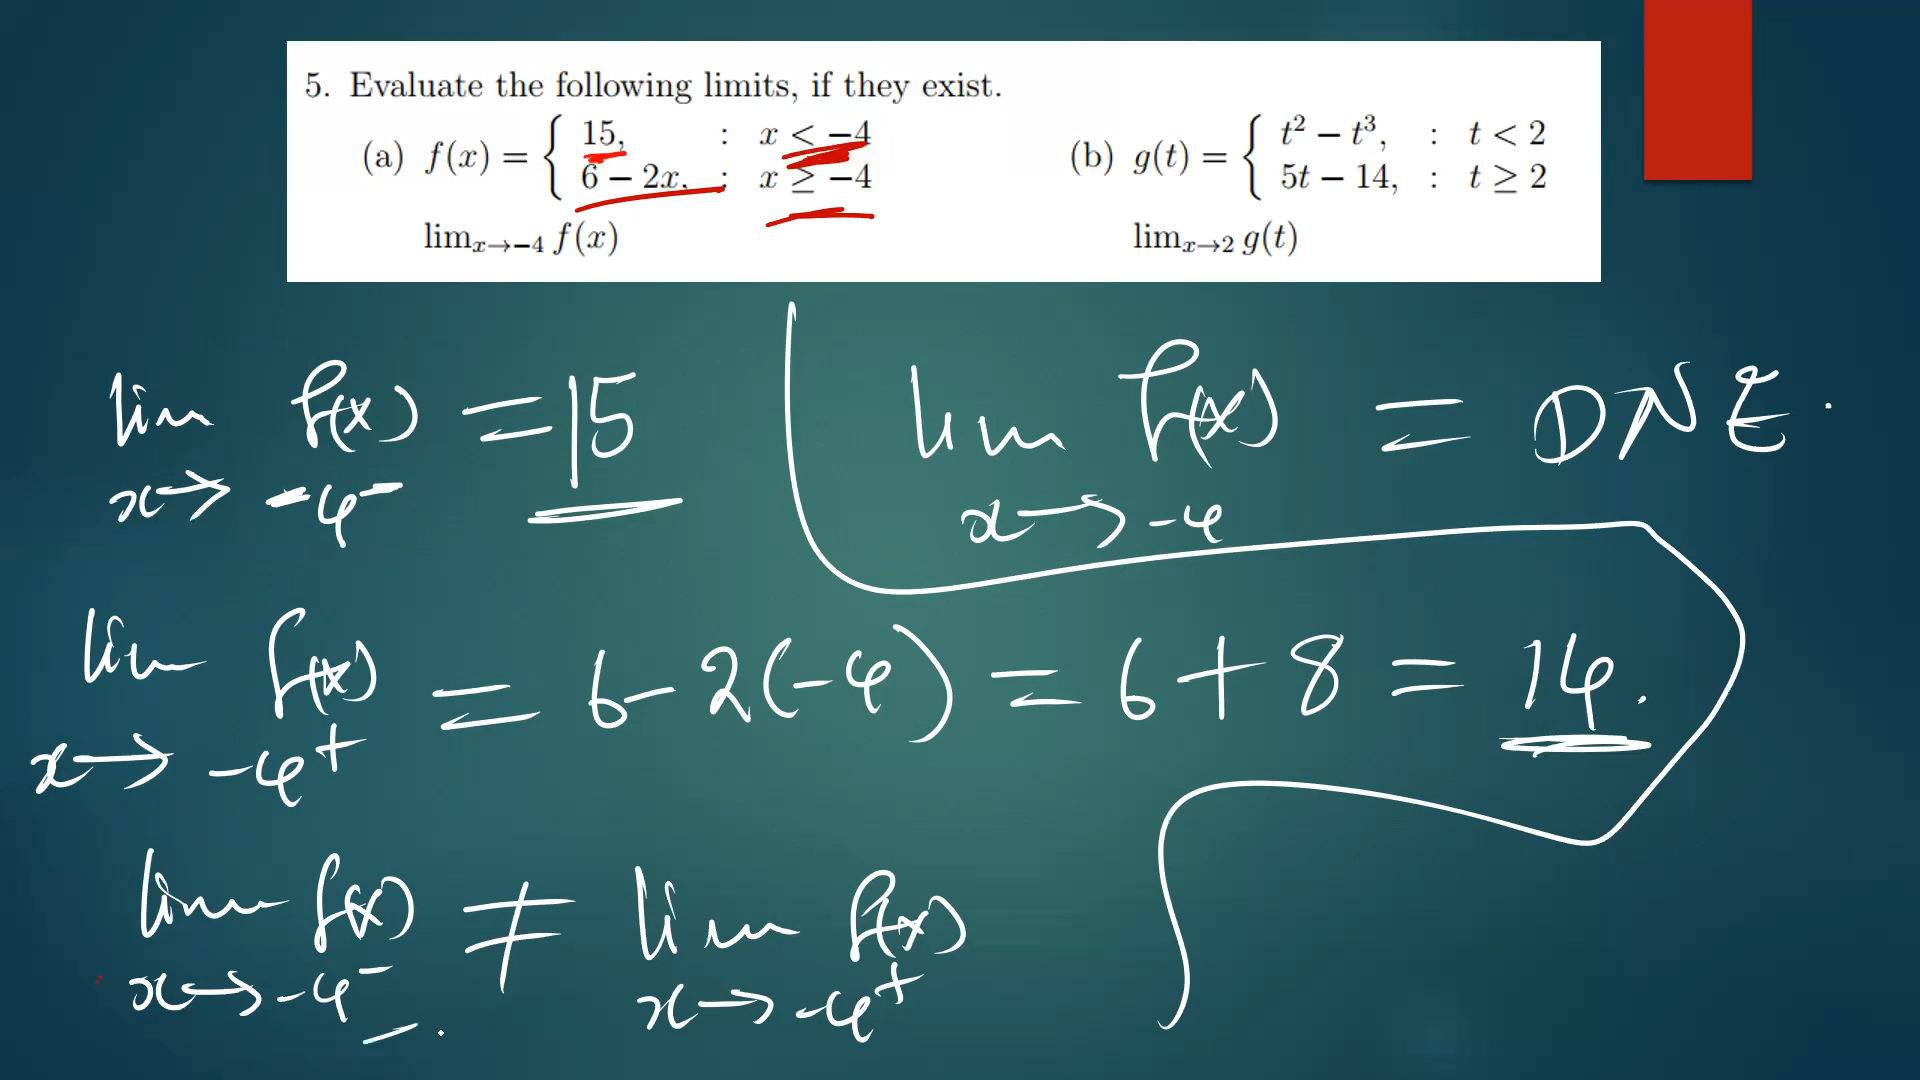 5. Evaluate the following limits, if they exist.
(a) f(x) = { 15, : x < −4
6 − 2x, : x ≥ −4
lim_{x→−4} f(x)
(b) g(t) = { t² − t³, : t < 2
5t − 14, : t ≥ 2
lim_{x→2} g(t)
lim f(x) = 15
x → -4⁻
lim f(x) = DNE.
x → -4
lim f(x) = 6 - 2(-4) = 6 + 8 = 14.
x → -4⁺
lim f(x) ≠ lim f(x)
x → -4⁻ x → -4⁺